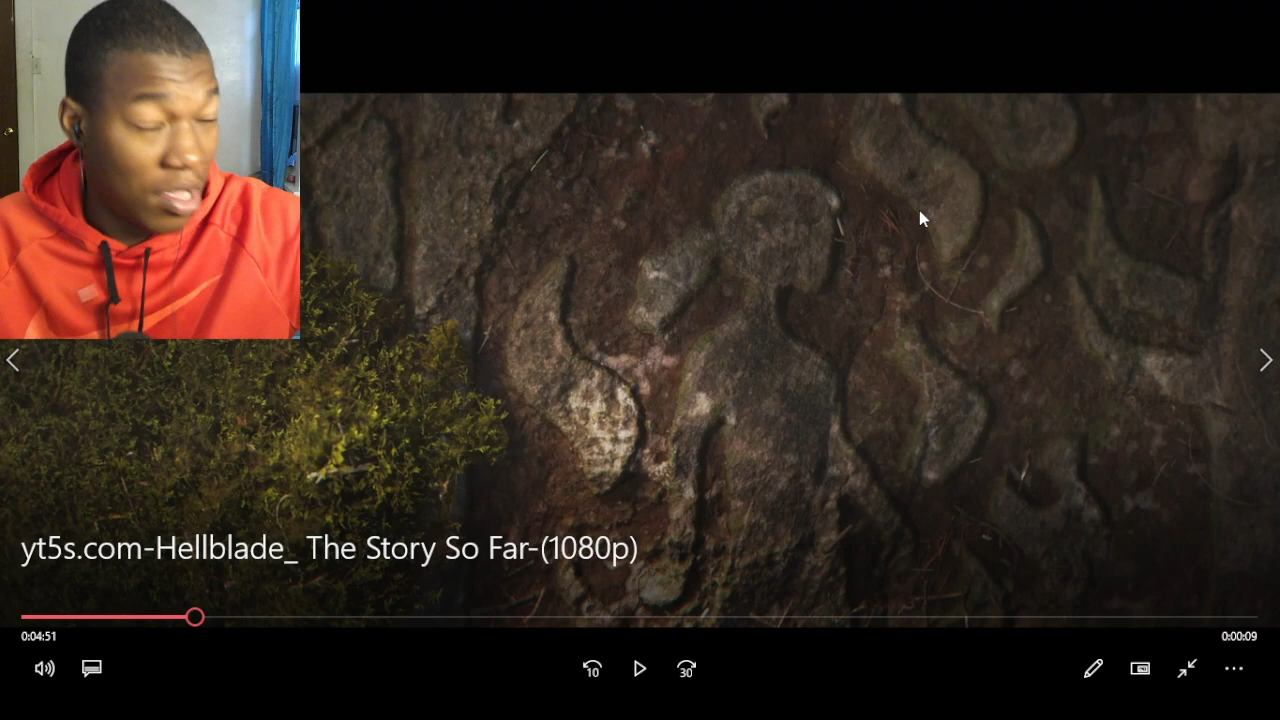 yt5s.com-Hellblade_ The Story So Far-(1080p)
0:04:51
0:00:09
10
30